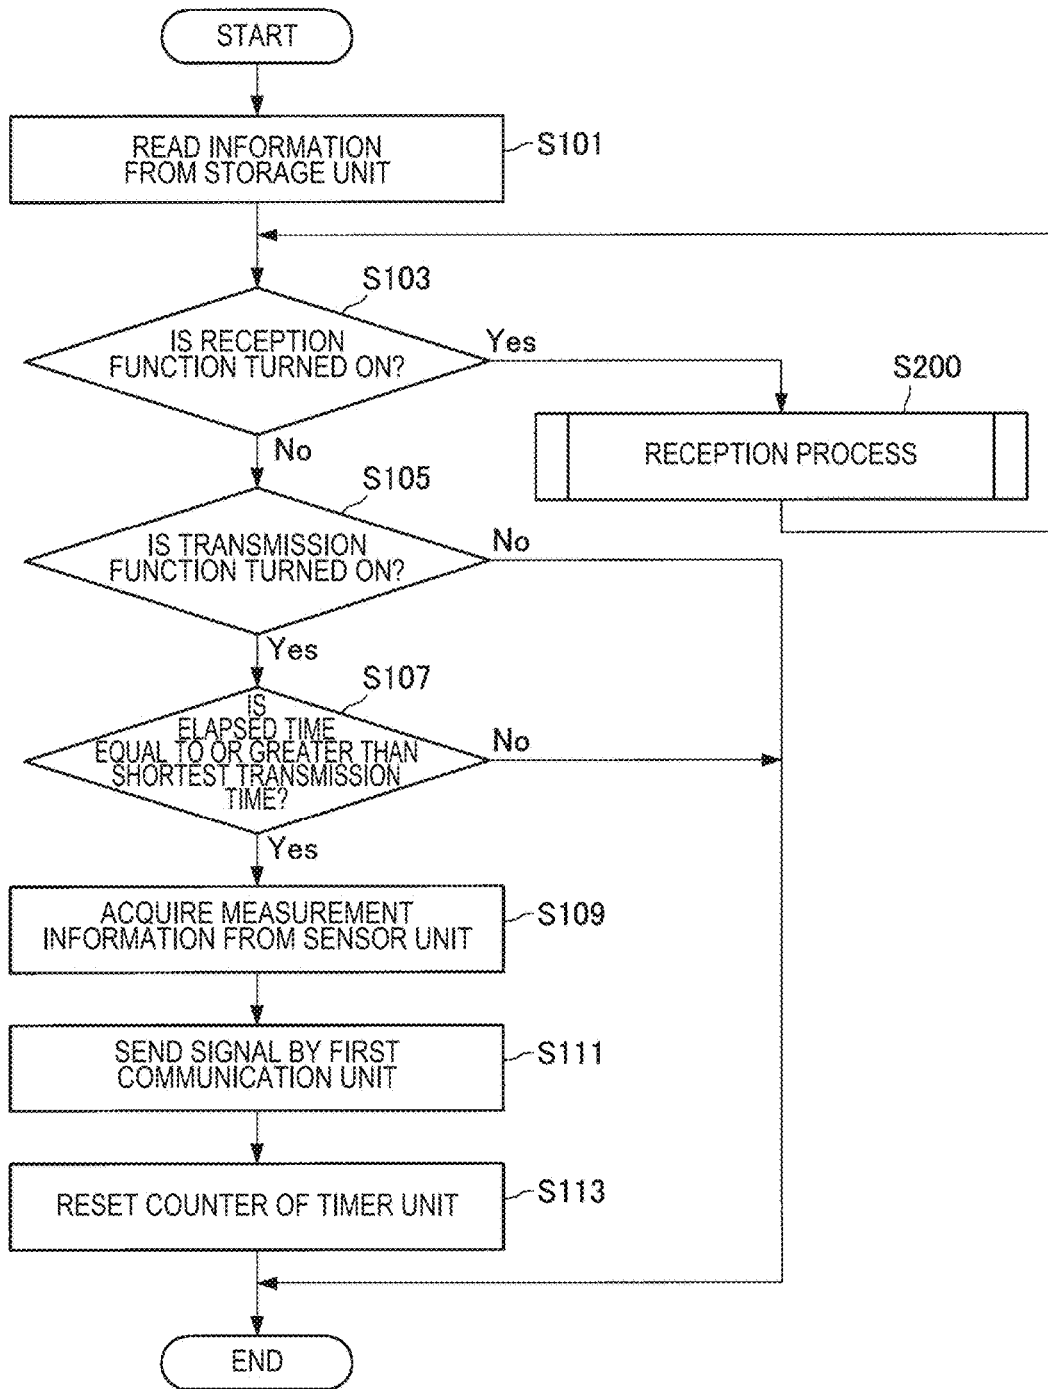 START
READ INFORMATION
FROM STORAGE UNIT
S101
S103
IS RECEPTION
FUNCTION TURNED ON?
Yes
No
S200
RECEPTION PROCESS
S105
IS TRANSMISSION
FUNCTION TURNED ON?
No
Yes
S107
IS
ELAPSED TIME
EQUAL TO OR GREATER THAN
SHORTEST TRANSMISSION
TIME?
No
Yes
ACQUIRE MEASUREMENT
INFORMATION FROM SENSOR UNIT
S109
SEND SIGNAL BY FIRST
COMMUNICATION UNIT
S111
RESET COUNTER OF TIMER UNIT
S113
END